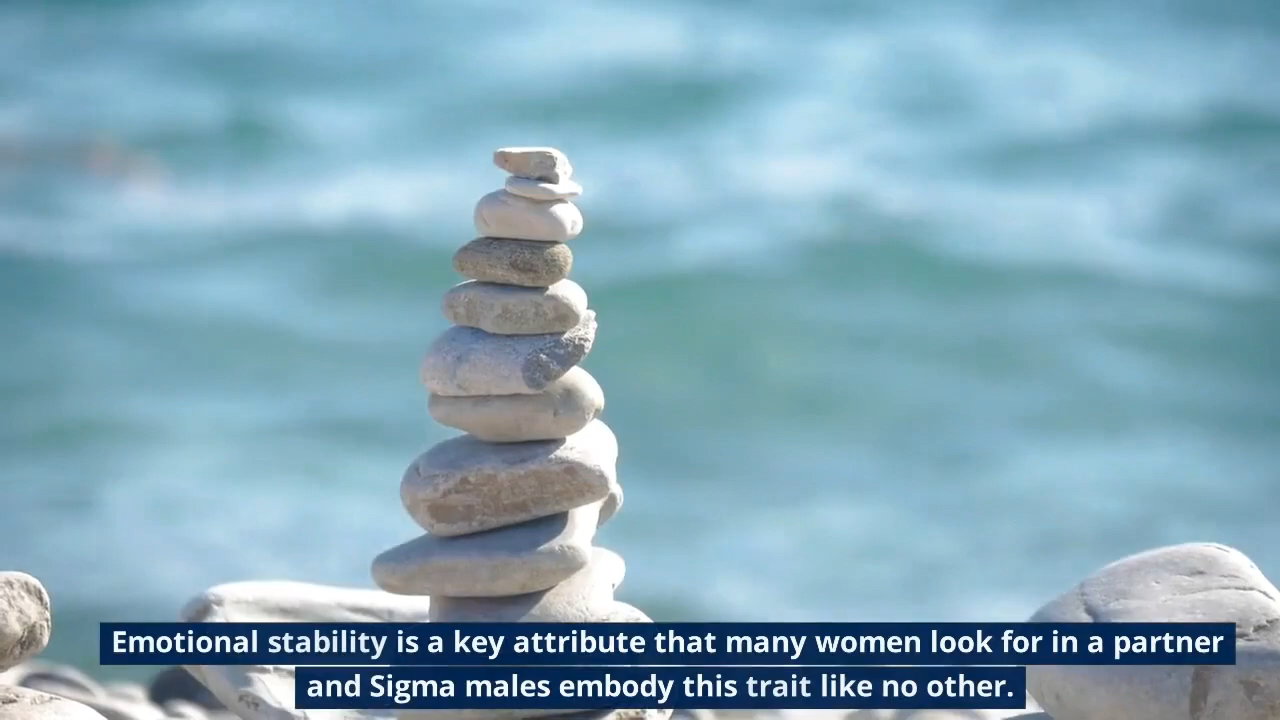 Emotional stability is a key attribute that many women look for in a partner
and Sigma males embody this trait like no other.